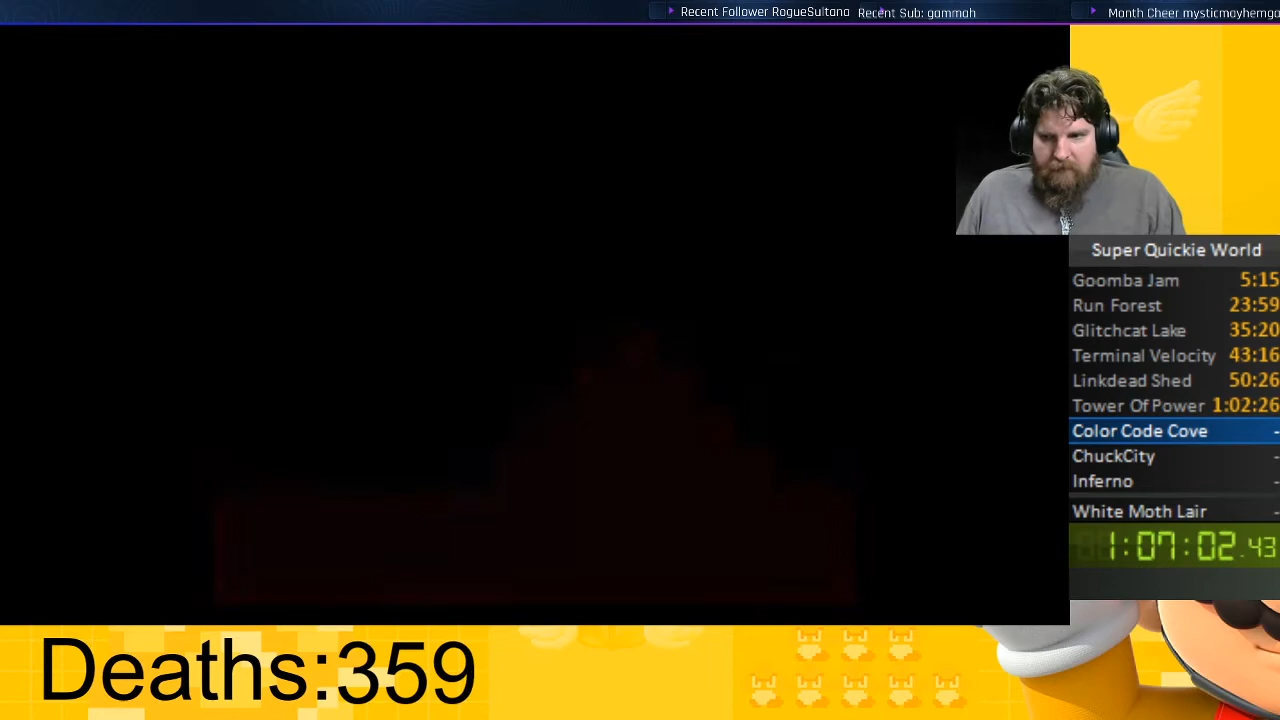 Recent Follower RogueSultana Recent Sub: gammah Month Cheer mysticmayhemga
Super Quickie World
Goomba Jam 5:15
Run Forest 23:59
Glitchcat Lake 35:20
Terminal Velocity 43:16
Linkdead Shed 50:26
Tower Of Power 1:02:26
Color Code Cove -
ChuckCity -
Inferno -
White Moth Lair -
1:07:02.43
Deaths:359